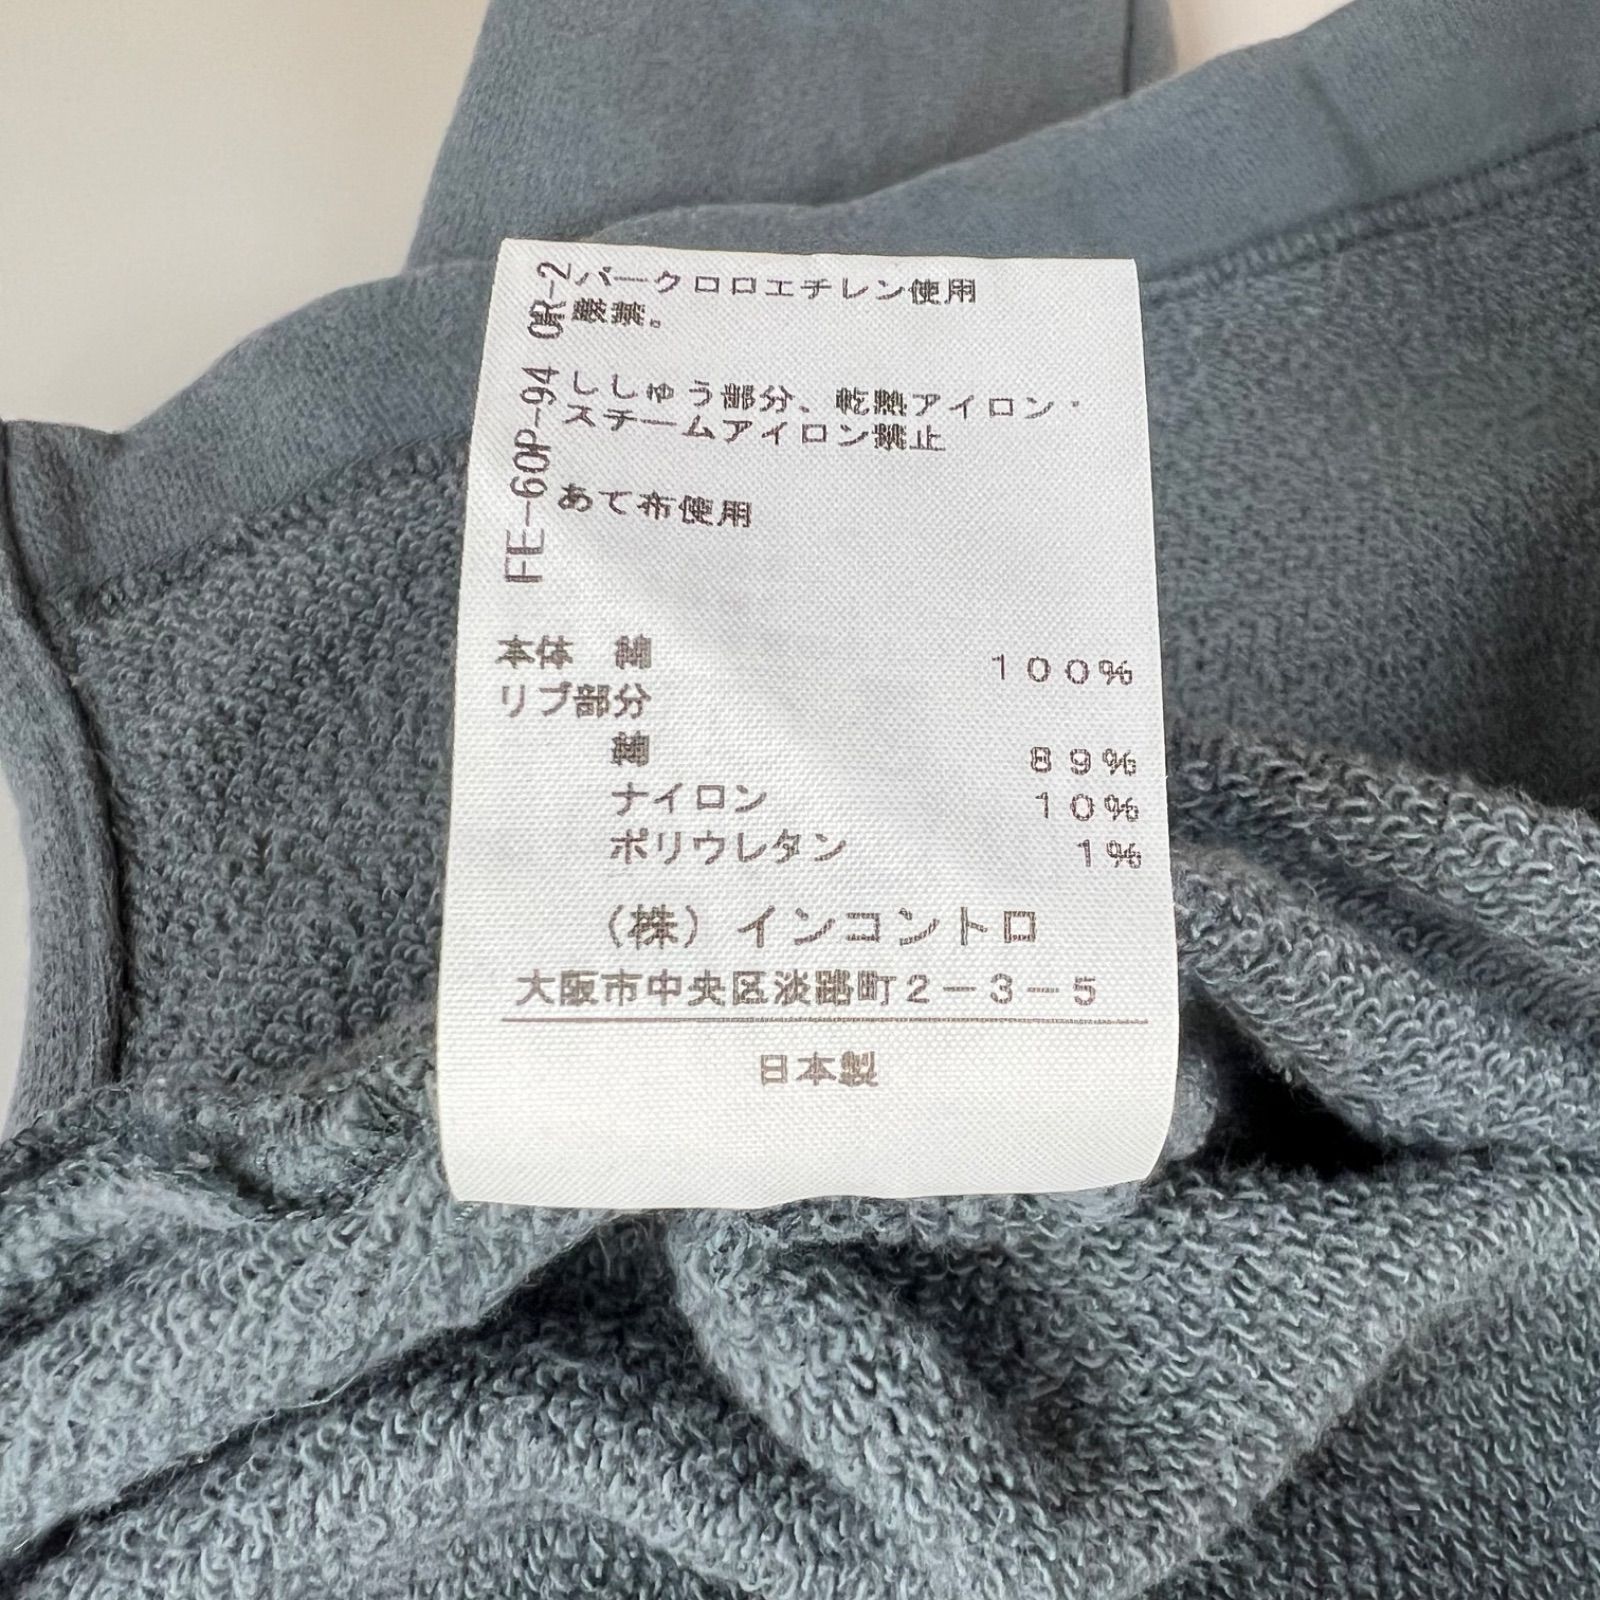 パークロロエチレン使用
厳禁。
ししゅう部分、乾熱アイロン・
スチームアイロン禁止
あて布使用
FE-60P-94 OR-2
本体 綿 100%
リブ部分
綿 89%
ナイロン 10%
ポリウレタン 1%
(株)インコントロ
大阪市中央区淡路町2-3-5
日本製